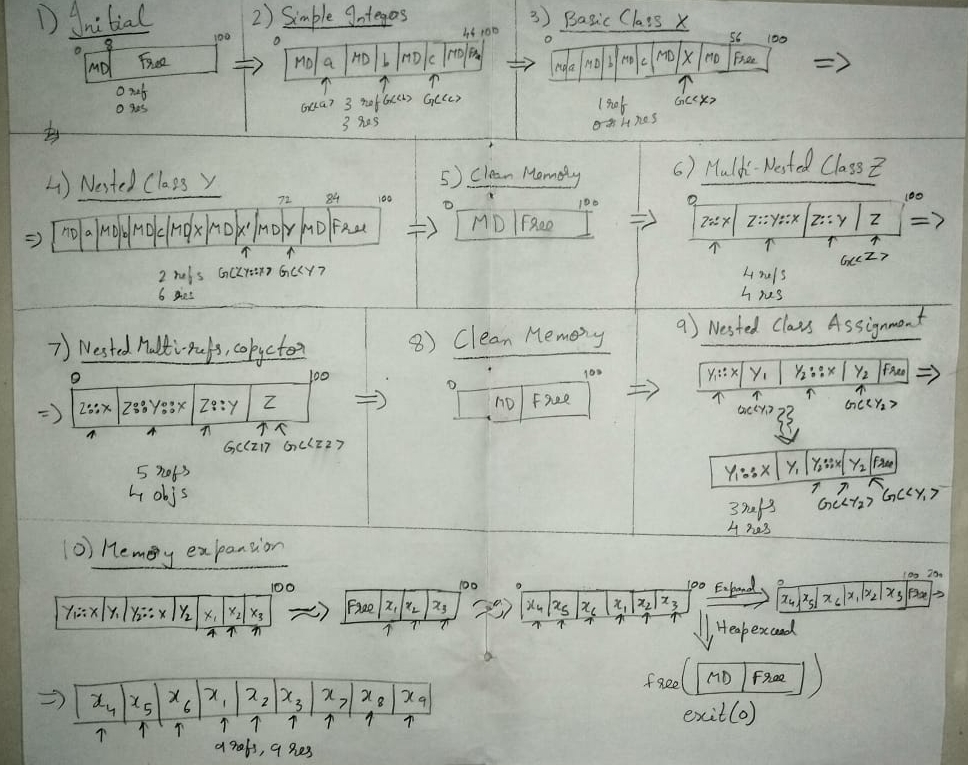 1) Initial
0 8 100
MD Free
0 ref
0 res
2) Simple Integos
0 100
MD a MD b MD c MD
GC<a> 3 ref GC<b> GC<c>
3 res
3) Basic Class X
0 56 100
MD a MD b MD c MD X MD Free
1 ref GC<X>
4 res
4) Nested Class Y
72 84 100
MD a MD b MD c MD X MD X' MD Y MD Free
2 refs GC<Y::X> GC<Y>
6 res
5) Clean Memory
0 100
MD Free
6) Multi-Nested Class Z
0 100
Z::X Z::Y::X Z::Y Z
GC<Z>
4 refs
4 res
7) Nested Multi-refs, copyctor
0 100
Z::X Z::Y::X Z::Y Z
GC<Z1> GC<Z2>
5 refs
4 objs
8) Clean Memory
0 100
MD Free
9) Nested Class Assignment
Y1::X Y1 Y2::X Y2 Free
GC<Y1> GC<Y2>
Y1::X Y1 Y2::X Y2 Free
GC<Y2> GC<Y1>
3 refs
4 res
10) Memory expansion
100
Y1::X Y1 Y2::X Y2 x1 x2 x3
100
Free x1 x2 x3
0 100
x4 x5 x6 x1 x2 x3
Expand
0 100 200
x4 x5 x6 x1 x2 x3 Free
Heap exceed
free( MD Free )
exit(0)
x4 x5 x6 x1 x2 x3 x7 x8 x9
9 refs, 9 res